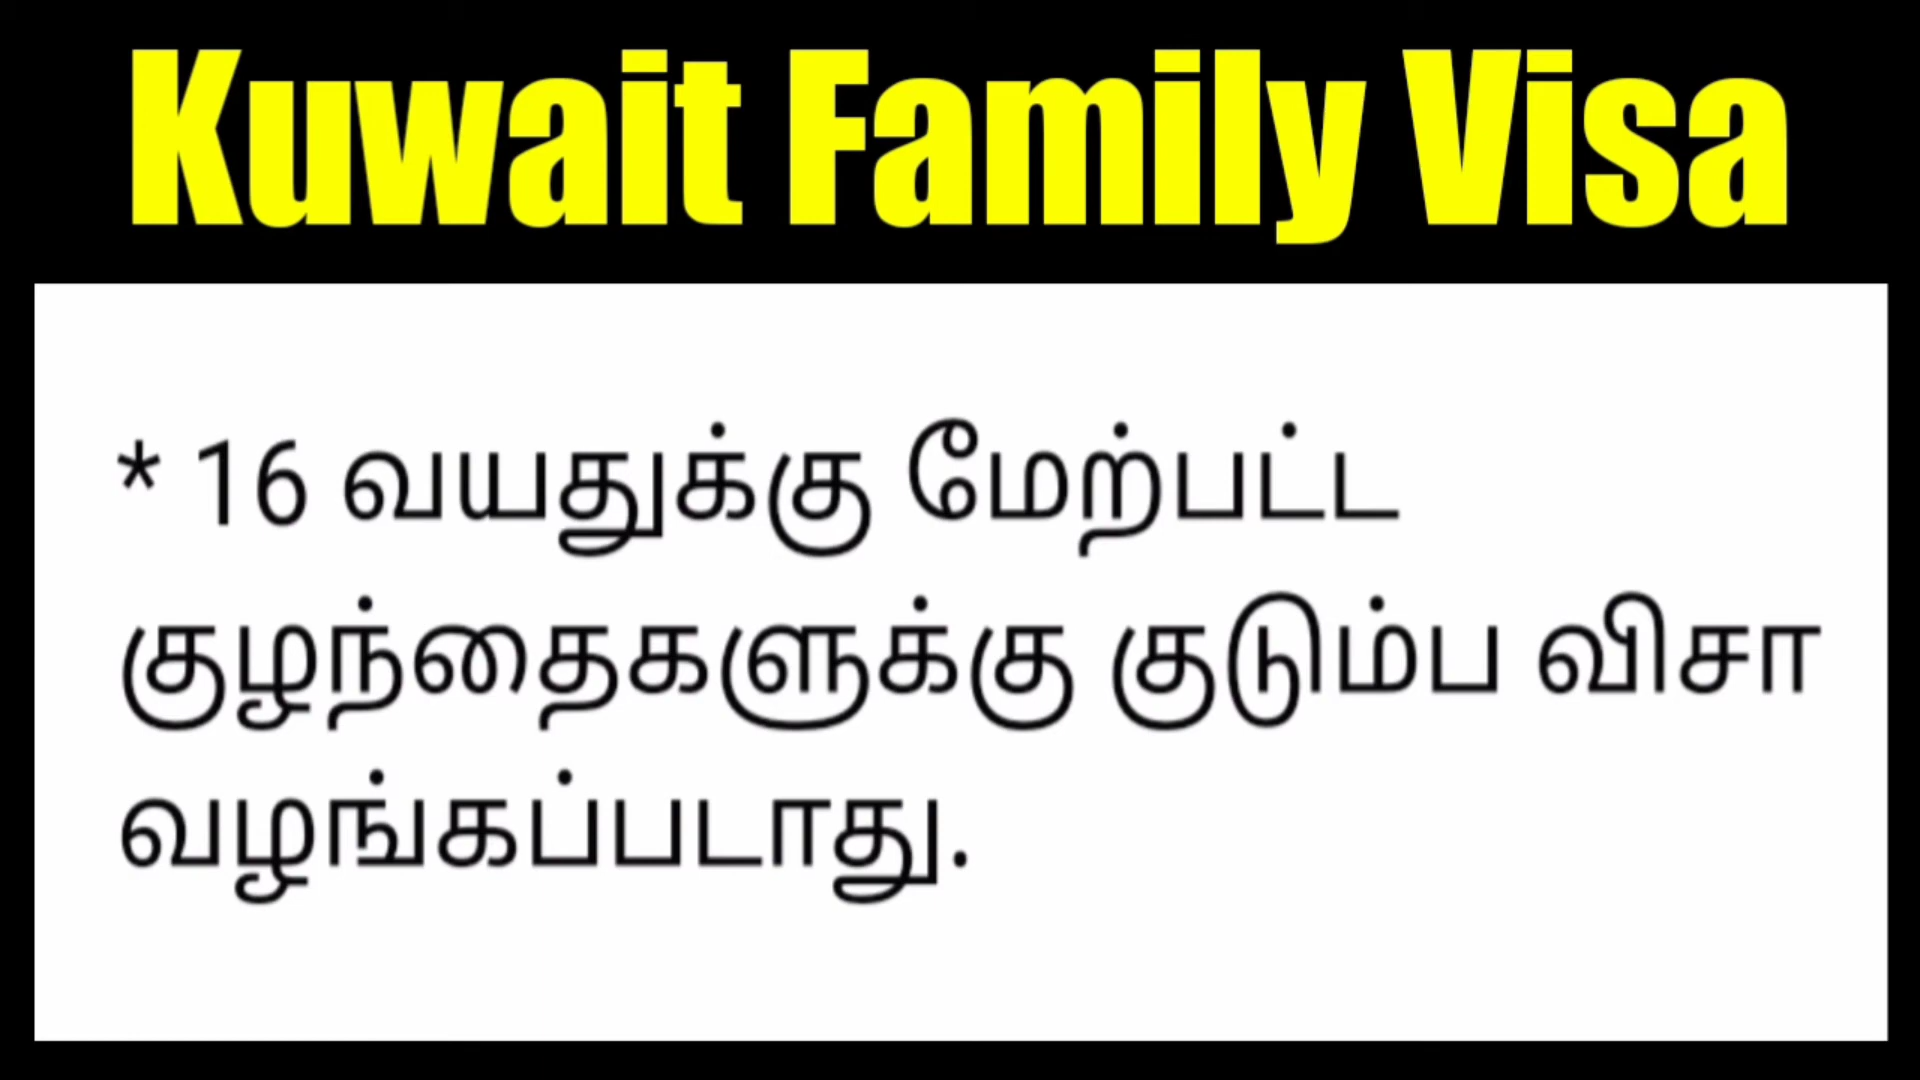 Kuwait Family Visa
* 16 வயதுக்கு மேற்பட்ட
குழந்தைகளுக்கு குடும்ப விசா
வழங்கப்படாது.